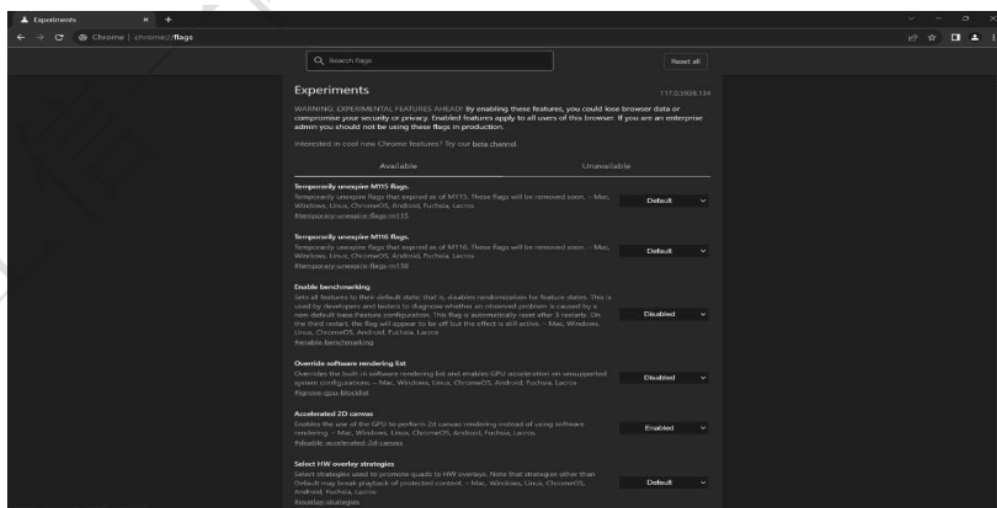 Experiments
Chrome | chrome://flags
Search flags
Reset all
Experiments
117.0.5938.134
WARNING: EXPERIMENTAL FEATURES AHEAD! By enabling these features, you could lose browser data or
compromise your security or privacy. Enabled features apply to all users of this browser. If you are an enterprise
admin you should not be using these flags in production.
Interested in cool new Chrome features? Try our beta channel.
Available
Unavailable
Temporarily unexpire M115 flags.
Temporarily unexpire flags that expired as of M115. These flags will be removed soon. – Mac,
Windows, Linux, ChromeOS, Android, Fuchsia, Lacros
#temporary-unexpire-flags-m115
Default
Temporarily unexpire M116 flags.
Temporarily unexpire flags that expired as of M116. These flags will be removed soon. – Mac,
Windows, Linux, ChromeOS, Android, Fuchsia, Lacros
#temporary-unexpire-flags-m116
Default
Enable benchmarking
Sets all features to their default state; that is, disables randomization for feature states. This is
used by developers and testers to diagnose whether an observed problem is caused by a
non-default base::Feature configuration. This flag is automatically reset after 3 restarts. On
the third restart, the flag will appear to be off but the effect is still active. – Mac, Windows,
Linux, ChromeOS, Android, Fuchsia, Lacros
#enable-benchmarking
Disabled
Override software rendering list
Overrides the built-in software rendering list and enables GPU-acceleration on unsupported
system configurations. – Mac, Windows, Linux, ChromeOS, Android, Fuchsia, Lacros
#ignore-gpu-blocklist
Disabled
Accelerated 2D canvas
Enables the use of the GPU to perform 2d canvas rendering instead of using software
rendering. – Mac, Windows, Linux, ChromeOS, Android, Fuchsia, Lacros
#disable-accelerated-2d-canvas
Enabled
Select HW overlay strategies
Select strategies used to promote quads to HW overlays. Note that strategies other than
Default may break playback of protected content. – Mac, Windows, Linux, ChromeOS,
Android, Fuchsia, Lacros
#overlay-strategies
Default